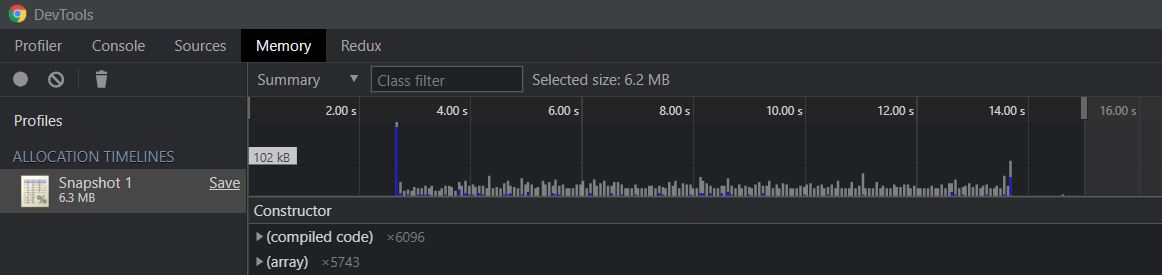 DevTools
Profiler Console Sources Memory Redux
Summary ▼ Class filter Selected size: 6.2 MB
2.00 s 4.00 s 6.00 s 8.00 s 10.00 s 12.00 s 14.00 s 16.00 s
Profiles
102 kB
ALLOCATION TIMELINES
Snapshot 1 Save
6.3 MB
Constructor
▶(compiled code) ×6096
▶(array) ×5743